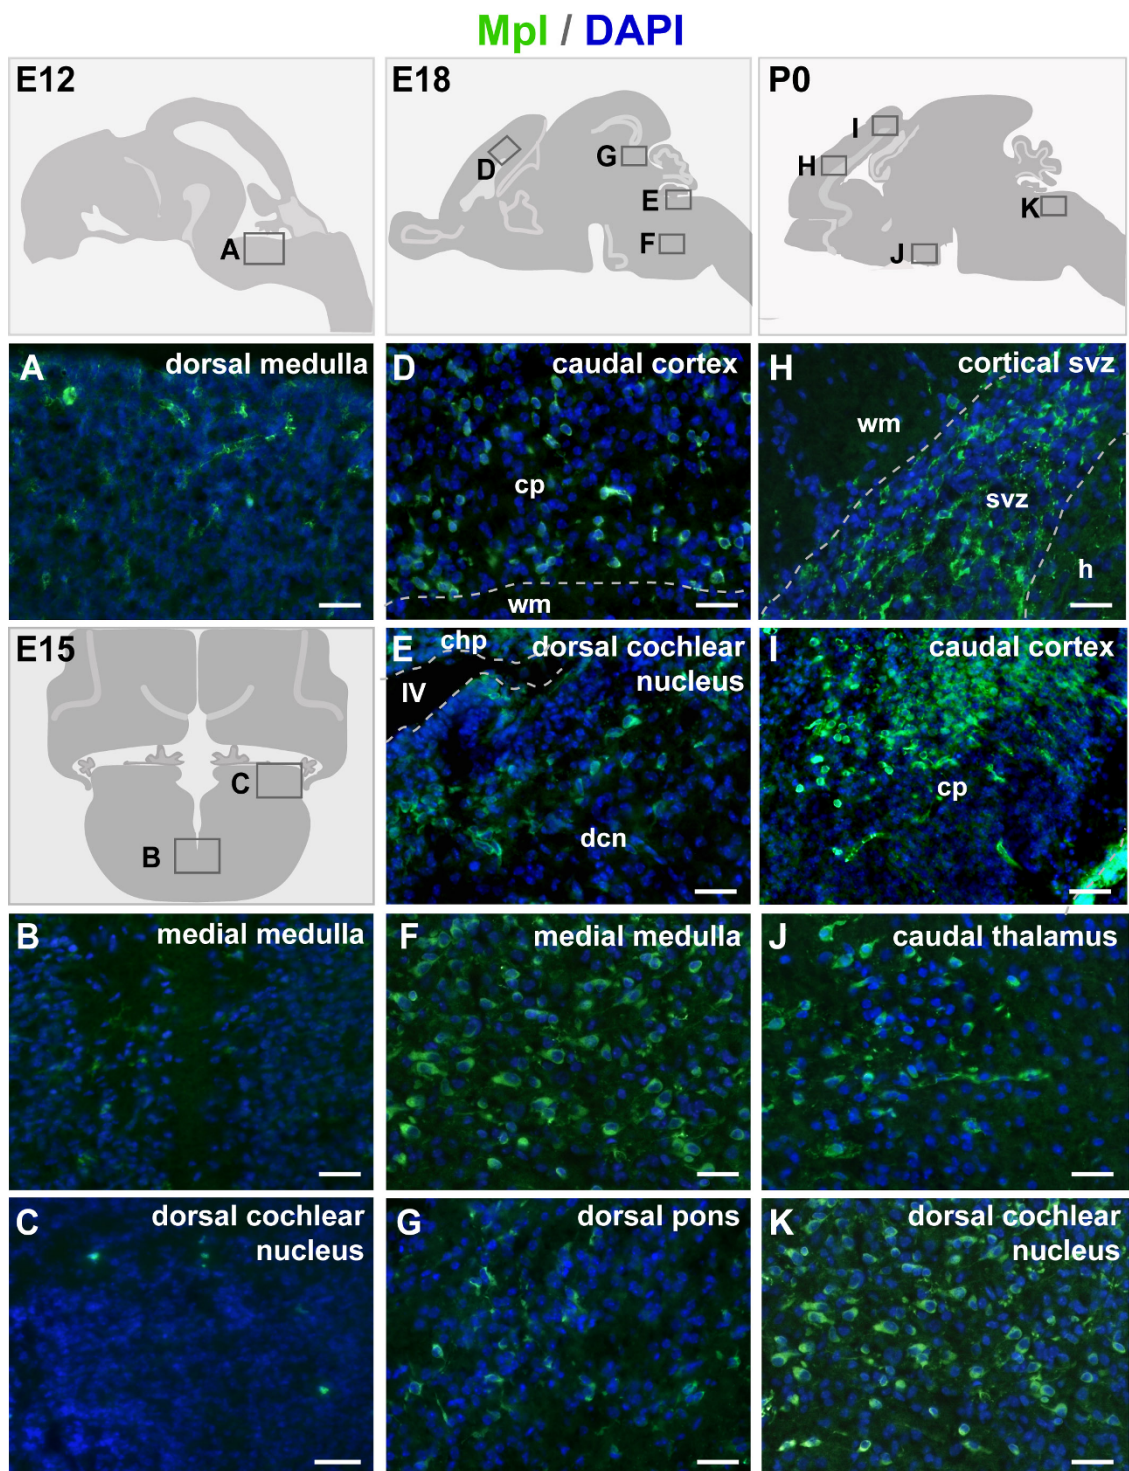 Mpl / DAPI
E12
A
E18
D
G
E
F
P0
I
H
K
J
A
dorsal medulla
D
caudal cortex
cp
wm
H
cortical svz
wm
svz
h
E15
C
B
E
chp
dorsal cochlear
nucleus
IV
dcn
I
caudal cortex
cp
B
medial medulla
F
medial medulla
J
caudal thalamus
C
dorsal cochlear
nucleus
G
dorsal pons
K
dorsal cochlear
nucleus